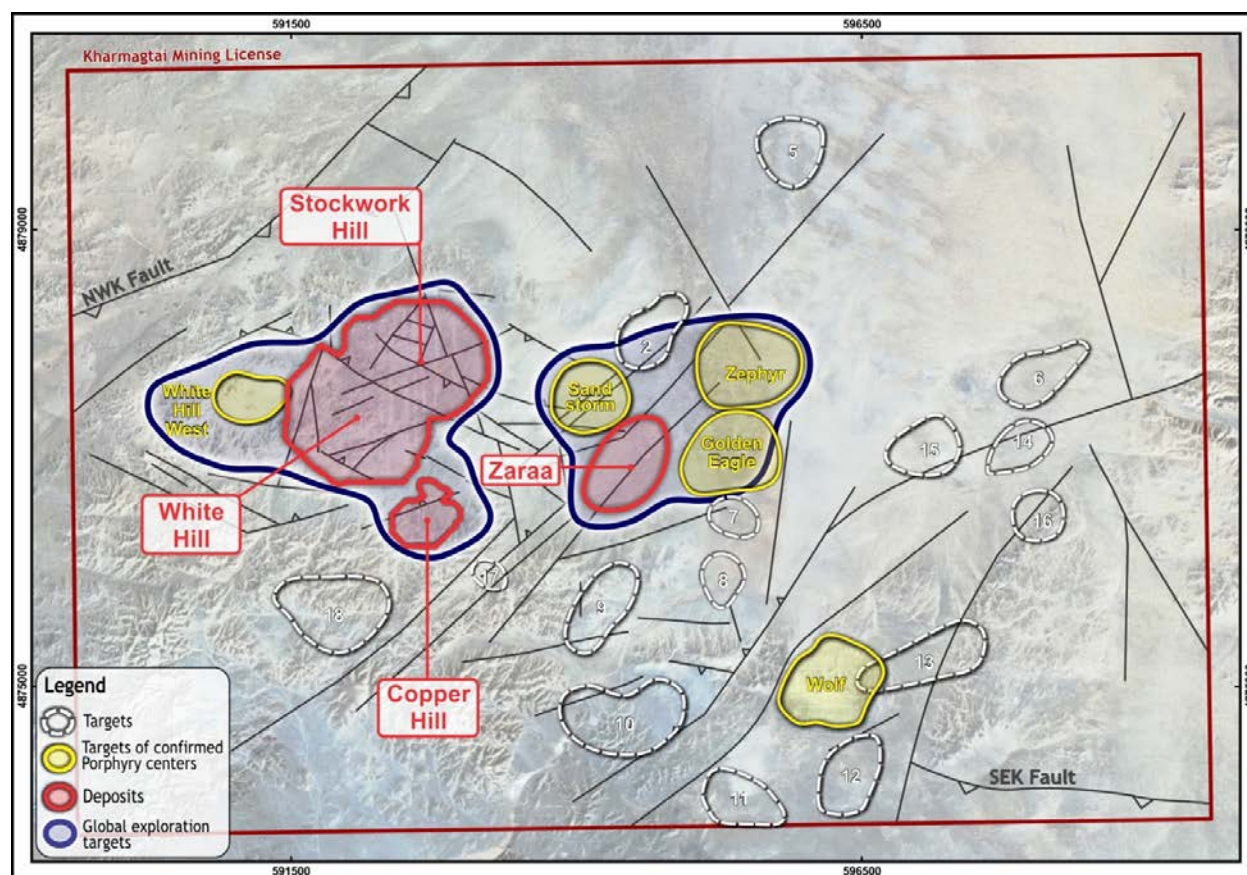 591500
596500
Kharmagtai Mining License
5
Stockwork
Hill
4879000
NWK Fault
2
6
Zephyr
White
Hill
West
Sand
storm
15
14
Golden
Eagle
Zaraa
White
Hill
7
16
17
8
9
18
13
4875000
Wolf
Copper
Hill
10
12
11
SEK Fault
Legend
Targets
Targets of confirmed
Porphyry centers
Deposits
Global exploration
targets
591500
596500